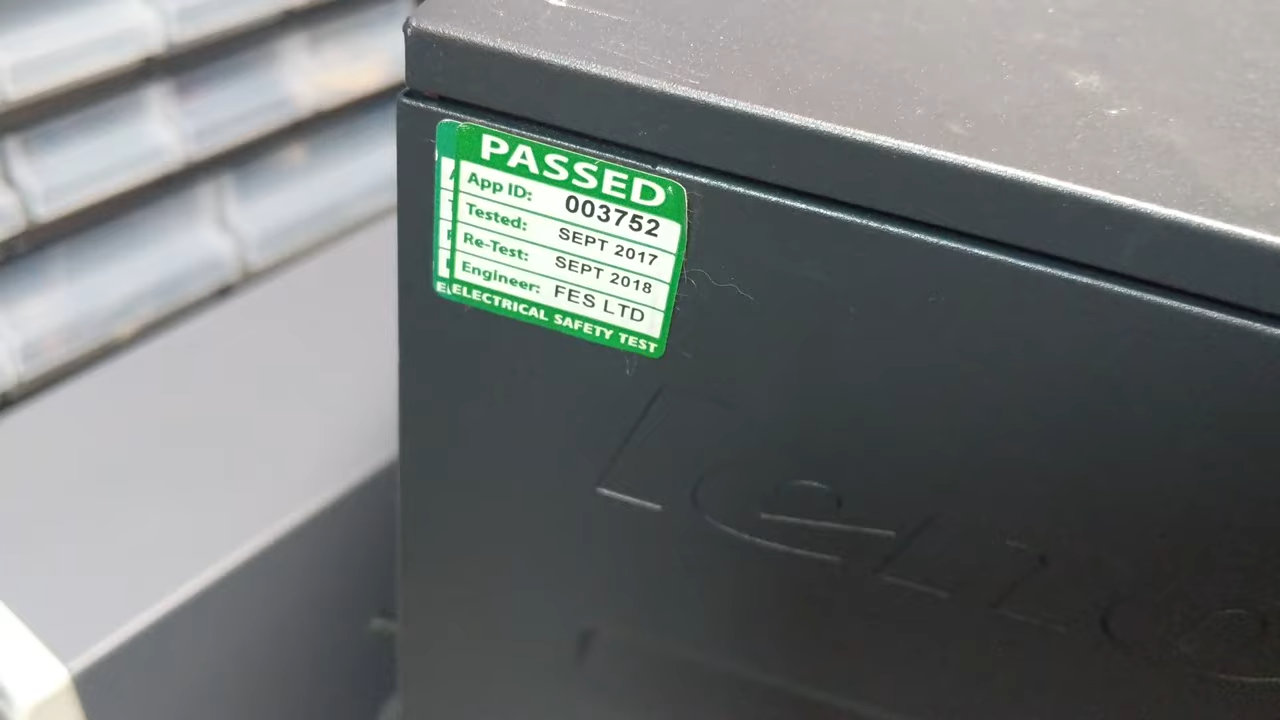 PASSED
App ID: 003752
Tested: SEPT 2017
Re-Test: SEPT 2018
Engineer: FES LTD
ELECTRICAL SAFETY TEST